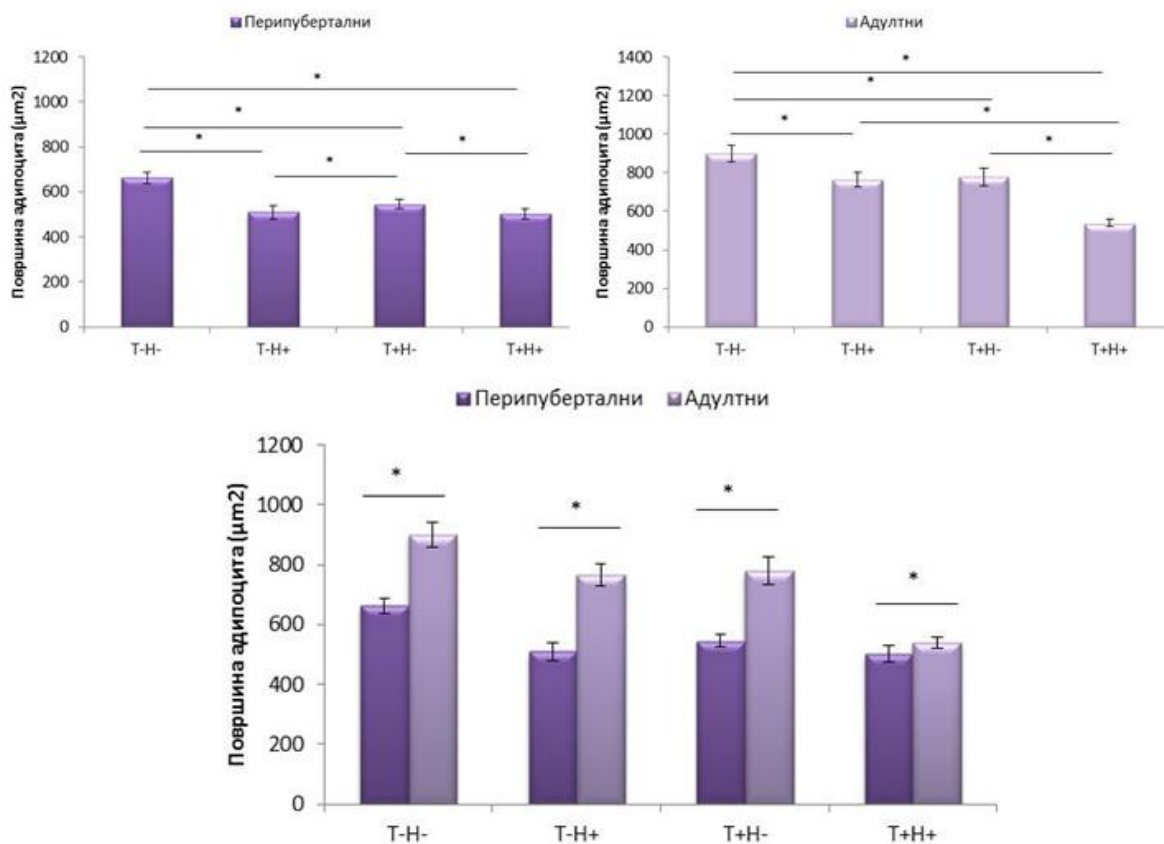 Перипубертални
Површина адипоцита (µm2)
1200
1000
800
600
400
200
0
*
*
*
*
*
T-H-
T-H+
T+H-
T+H+
Адултни
Површина адипоцита (µm2)
1400
1200
1000
800
600
400
200
0
*
*
*
*
*
T-H-
T-H+
T+H-
T+H+
Перипубертални Адултни
Површина адипоцита (µm2)
1200
1000
800
600
400
200
0
*
*
*
*
T-H-
T-H+
T+H-
T+H+